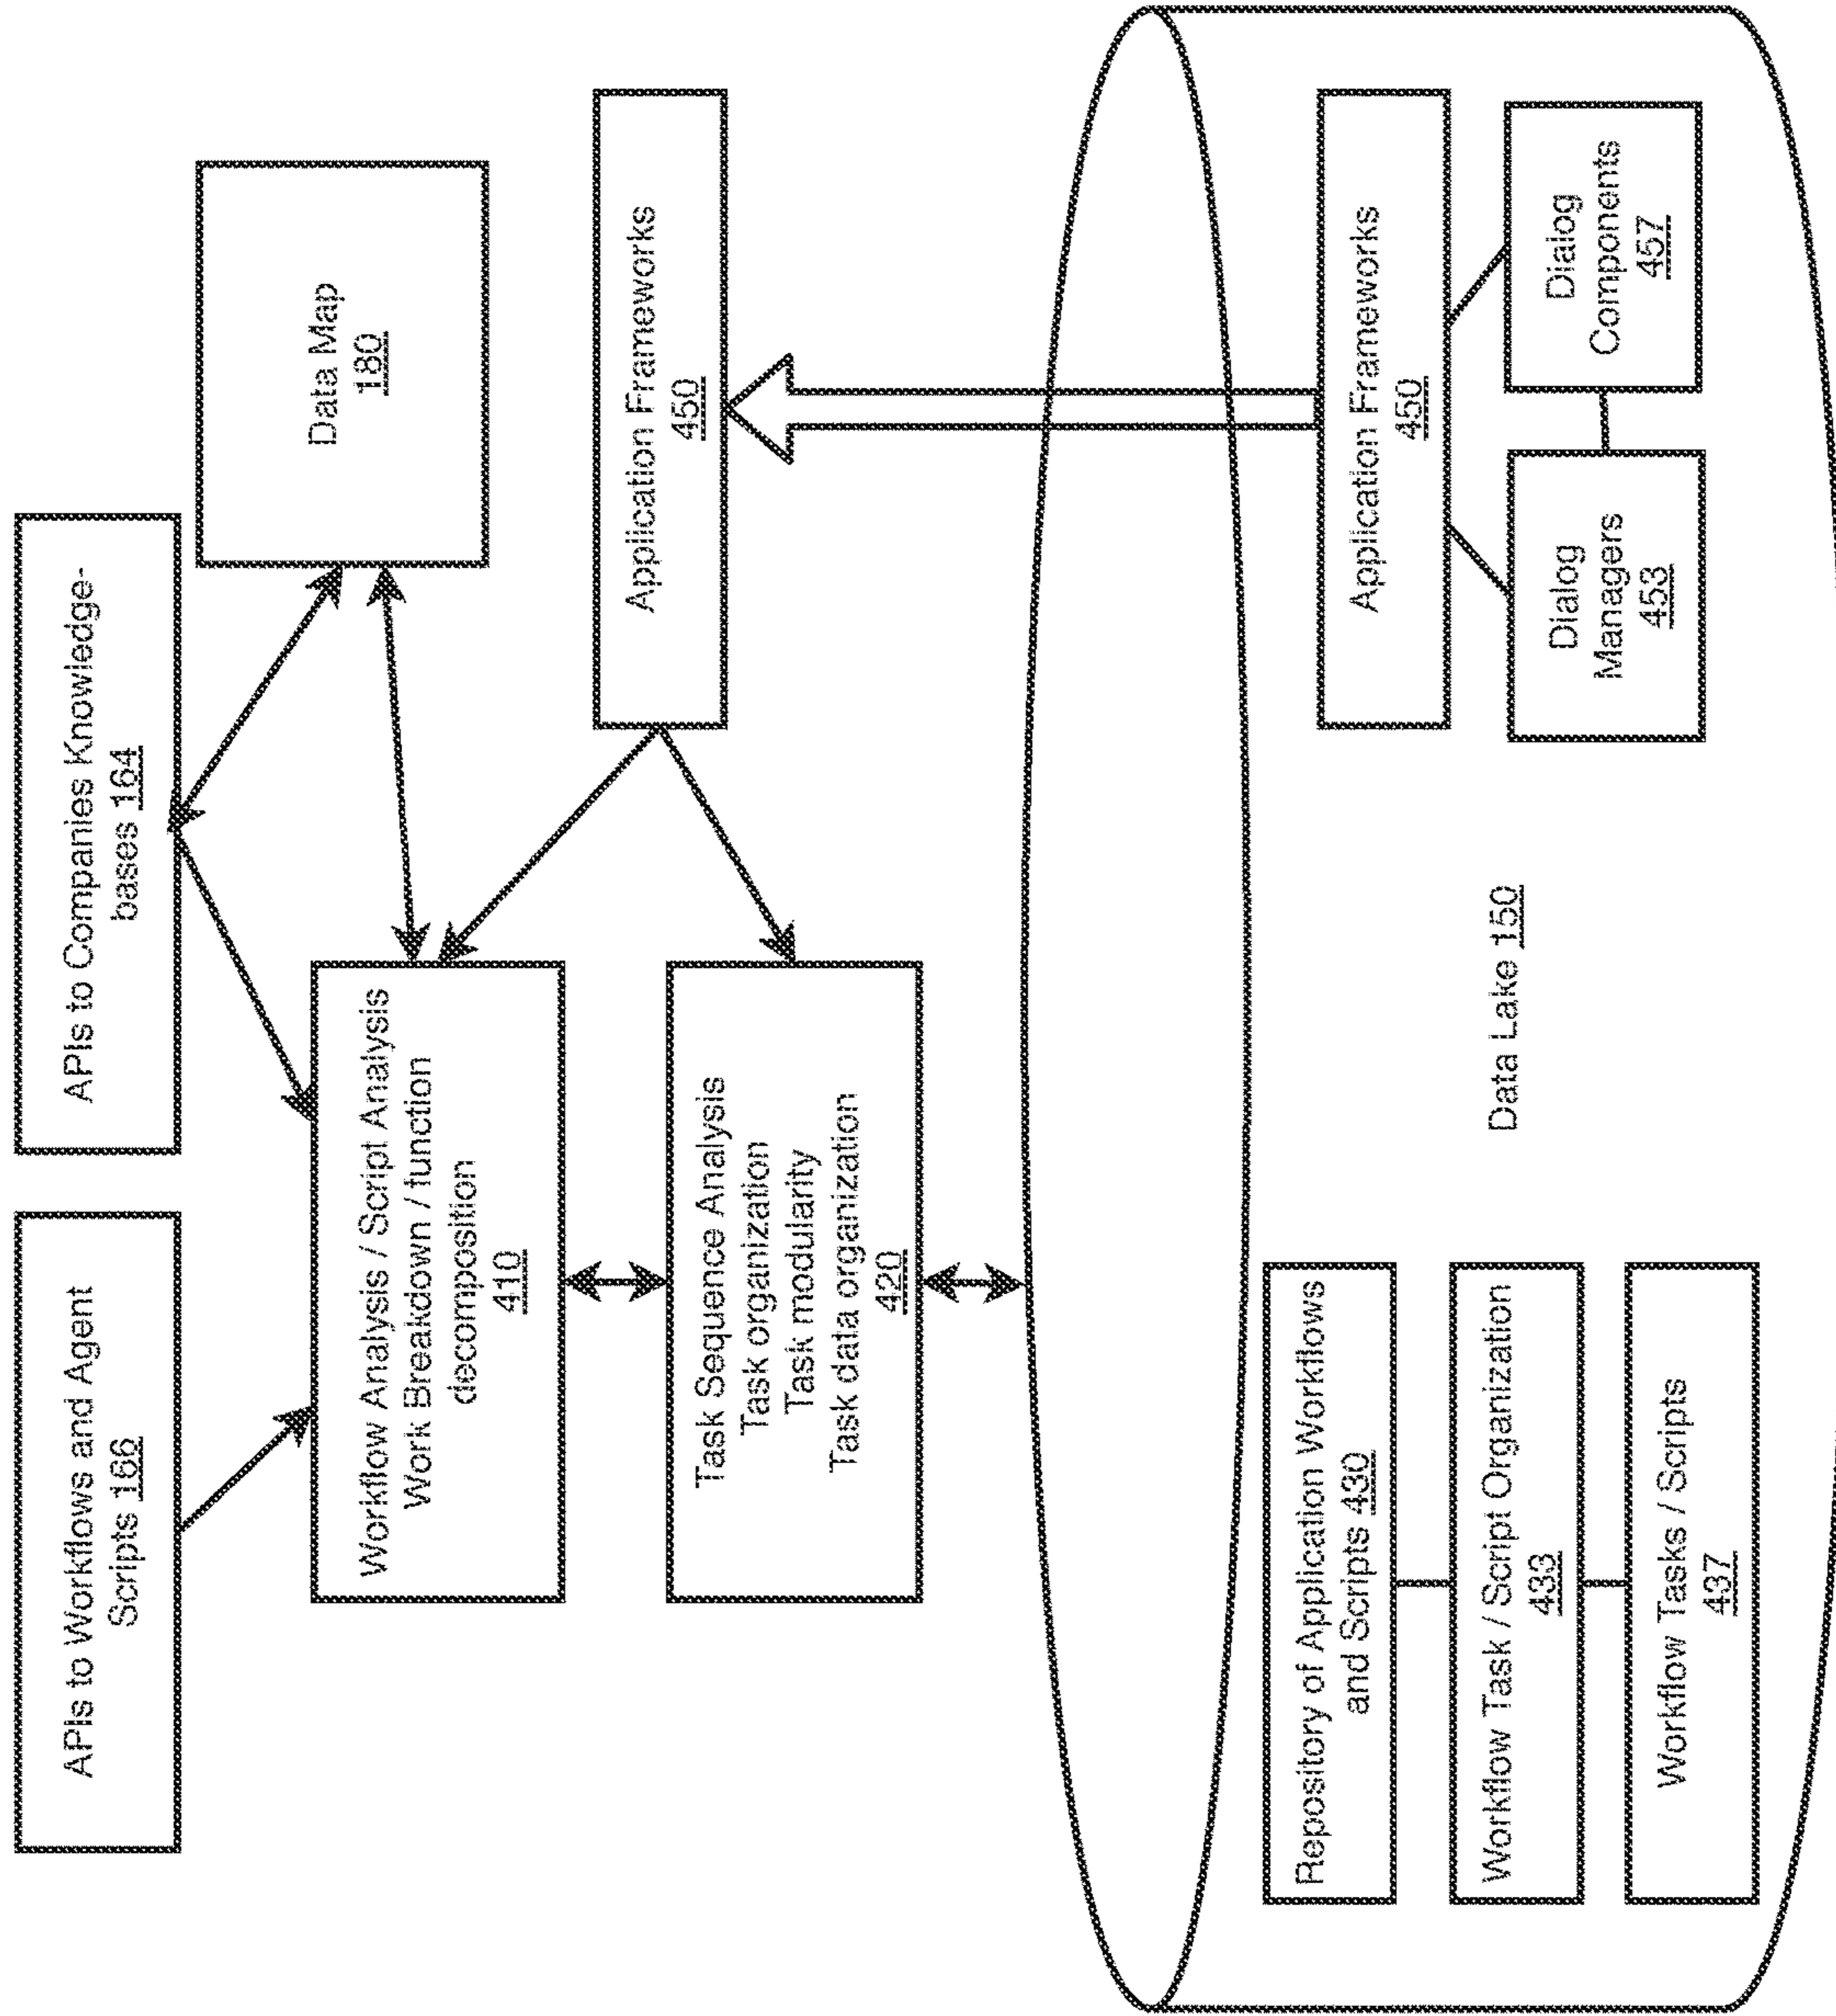 APIs to Workflows and Agent
Scripts 166
APIs to Companies Knowledge-
bases 164
Workflow Analysis / Script Analysis
Work Breakdown / function
decomposition
410
Data Map
180
Task Sequence Analysis
Task organization
Task modularity
Task data organization
420
Application Frameworks
450
Repository of Application Workflows
and Scripts 430
Workflow Task / Script Organization
433
Workflow Tasks / Scripts
437
Data Lake 150
Application Frameworks
450
Dialog
Managers
453
Dialog
Components
457